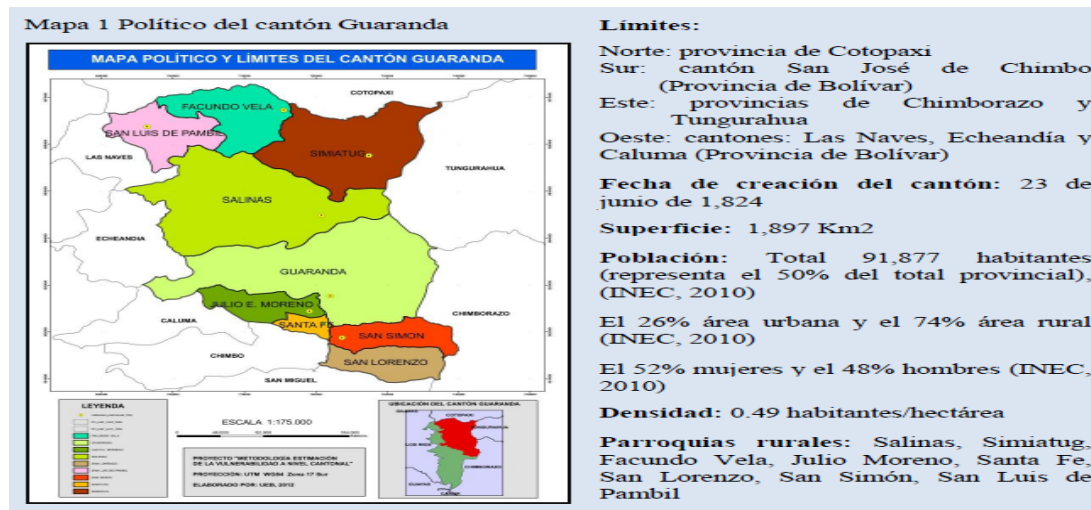 Mapa 1 Político del cantón Guaranda
MAPA POLÍTICO Y LÍMITES DEL CANTÓN GUARANDA
COTOPAXI
FACUNDO VELA
SAN LUIS DE PAMBIL
SIMIATUG
LAS NAVES
TUNGURAHUA
SALINAS
ECHEANDIA
GUARANDA
JULIO E. MORENO
CALUMA
SANTA FE
CHIMBORAZO
SAN SIMON
CHIMBO
SAN LORENZO
SAN MIGUEL
LEYENDA
ESCALA 1:175.000
PROYECTO "METODOLOGÍA ESTIMACIÓN
DE LA VULNERABILIDAD A NIVEL CANTONAL"
PROYECCIÓN: UTM WGS84 Zona 17 Sur
ELABORADO POR: UEB, 2012
UBICACIÓN DEL CANTÓN GUARANDA
COTOPAXI
TUNGURAHUA
LOS RIOS
CHIMBORAZO
GUAYAS
Límites:
Norte: provincia de Cotopaxi
Sur: cantón San José de Chimbo
(Provincia de Bolívar)
Este: provincias de Chimborazo y
Tungurahua
Oeste: cantones: Las Naves, Echeandía y
Caluma (Provincia de Bolívar)
Fecha de creación del cantón: 23 de
junio de 1,824
Superficie: 1,897 Km2
Población: Total 91,877 habitantes
(representa el 50% del total provincial),
(INEC, 2010)
El 26% área urbana y el 74% área rural
(INEC, 2010)
El 52% mujeres y el 48% hombres (INEC,
2010)
Densidad: 0.49 habitantes/hectárea
Parroquias rurales: Salinas, Simiatug,
Facundo Vela, Julio Moreno, Santa Fe,
San Lorenzo, San Simón, San Luis de
Pambil